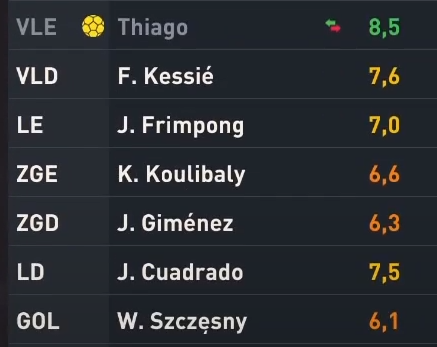 VLE Thiago 8,5
VLD F. Kessié 7,6
LE J. Frimpong 7,0
ZGE K. Koulibaly 6,6
ZGD J. Giménez 6,3
LD J. Cuadrado 7,5
GOL W. Szczęsny 6,1